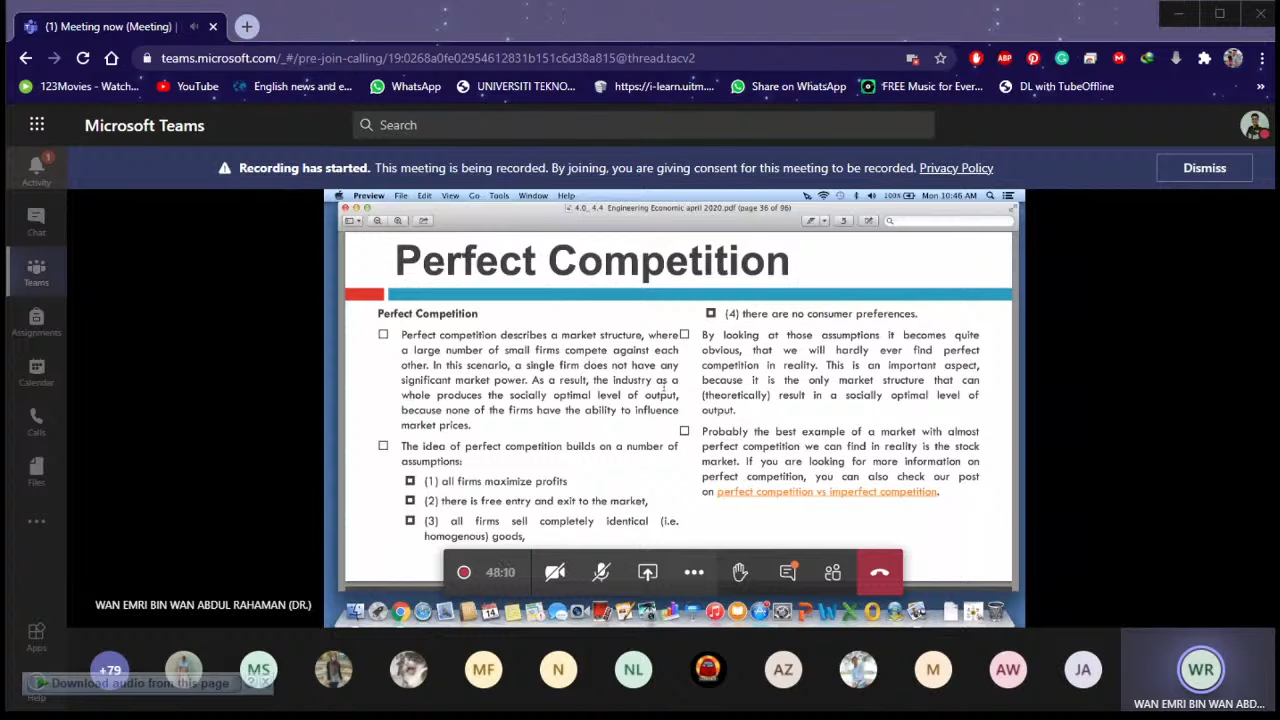 (1) Meeting now (Meeting) |
teams.microsoft.com/_#/pre-join-calling/19:0268a0fe02954612831b151c6d38a815@thread.tacv2
123Movies - Watch...
YouTube
English news and e...
WhatsApp
UNIVERSITI TEKNO...
https://i-learn.uitm....
Share on WhatsApp
FREE Music for Ever...
DL with TubeOffline
»
Microsoft Teams
Search
Recording has started. This meeting is being recorded. By joining, you are giving consent for this meeting to be recorded. Privacy Policy
Dismiss
Activity
Chat
Teams
Assignments
Calendar
Calls
Files
Apps
Help
Preview File Edit View Go Tools Window Help
100% Mon 10:46 AM
4.0_ 4.4 Engineering Economic april 2020.pdf (page 36 of 96)
Perfect Competition
Perfect Competition
Perfect competition describes a market structure, where
a large number of small firms compete against each
other. In this scenario, a single firm does not have any
significant market power. As a result, the industry as a
whole produces the socially optimal level of output,
because none of the firms have the ability to influence
market prices.
The idea of perfect competition builds on a number of
assumptions:
(1) all firms maximize profits
(2) there is free entry and exit to the market,
(3) all firms sell completely identical (i.e.
homogenous) goods,
(4) there are no consumer preferences.
By looking at those assumptions it becomes quite
obvious, that we will hardly ever find perfect
competition in reality. This is an important aspect,
because it is the only market structure that can
(theoretically) result in a socially optimal level of
output.
Probably the best example of a market with almost
perfect competition we can find in reality is the stock
market. If you are looking for more information on
perfect competition, you can also check our post
on perfect competition vs imperfect competition.
48:10
WAN EMRI BIN WAN ABDUL RAHAMAN (DR.)
+79
MS
MF
N
NL
AZ
M
AW
JA
WR
Download audio from this page
WAN EMRI BIN WAN ABD...